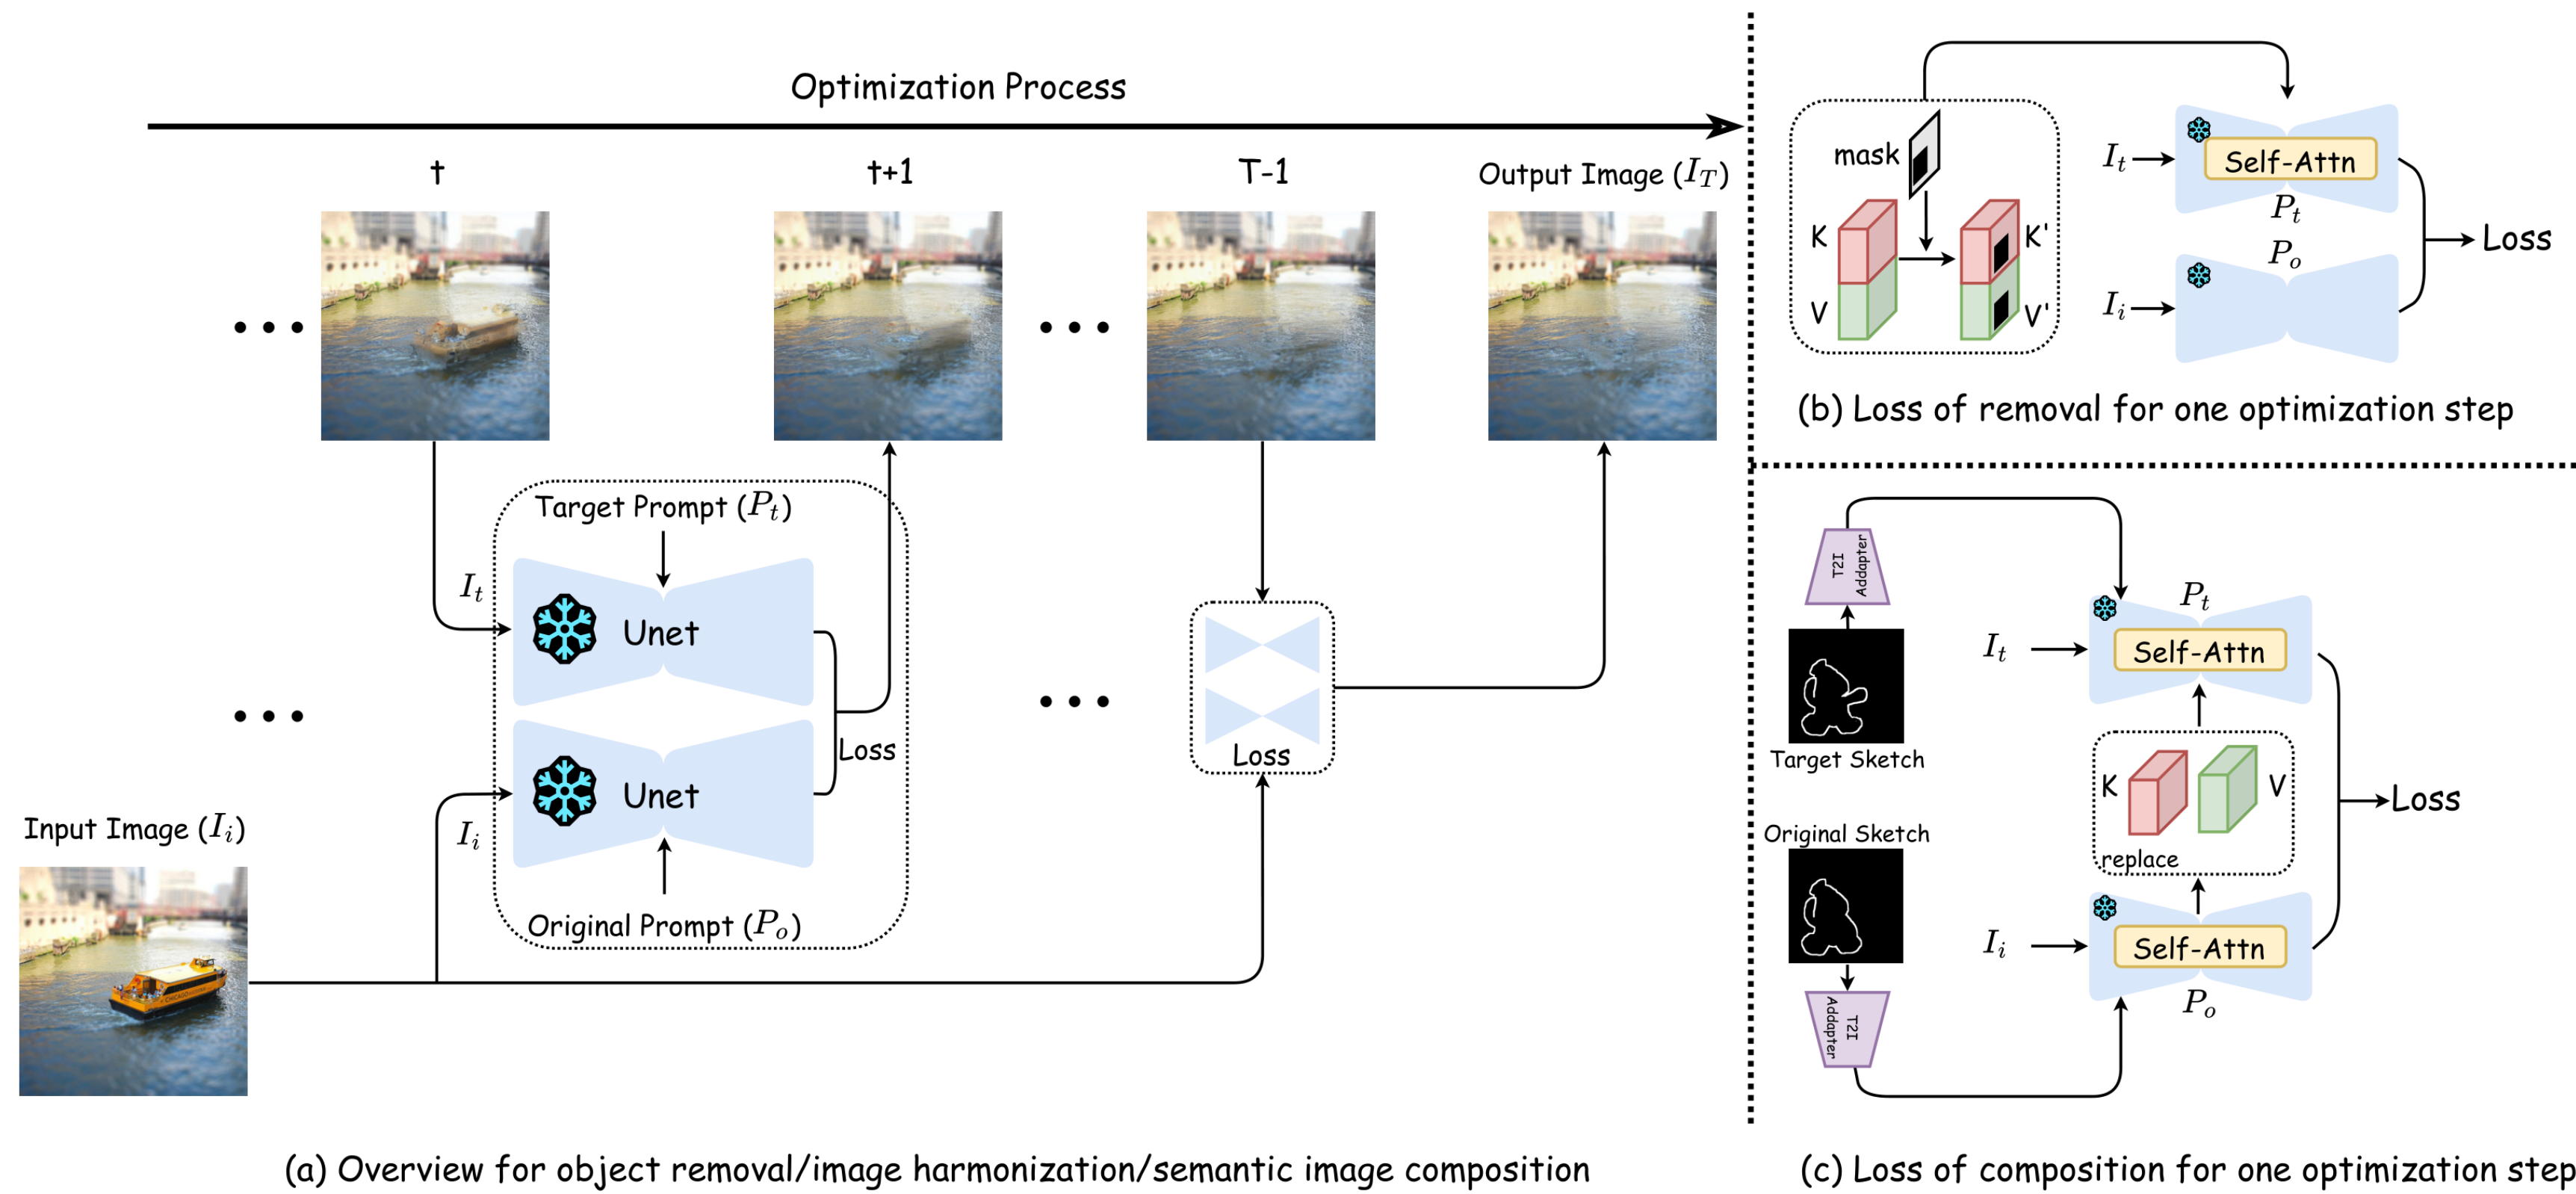 Optimization Process
t
t+1
T-1
Output Image (I_T)
Target Prompt (P_t)
I_t
Unet
Loss
I_i
Unet
Original Prompt (P_o)
Input Image (I_i)
Loss
(a) Overview for object removal/image harmonization/semantic image composition
mask
K
V
K'
V'
I_t
Self-Attn
P_t
P_o
I_i
Loss
(b) Loss of removal for one optimization step
T2I
Addapter
Target Sketch
Original Sketch
T2I
Addapter
P_t
I_t
Self-Attn
K
V
replace
I_i
Self-Attn
P_o
Loss
(c) Loss of composition for one optimization step